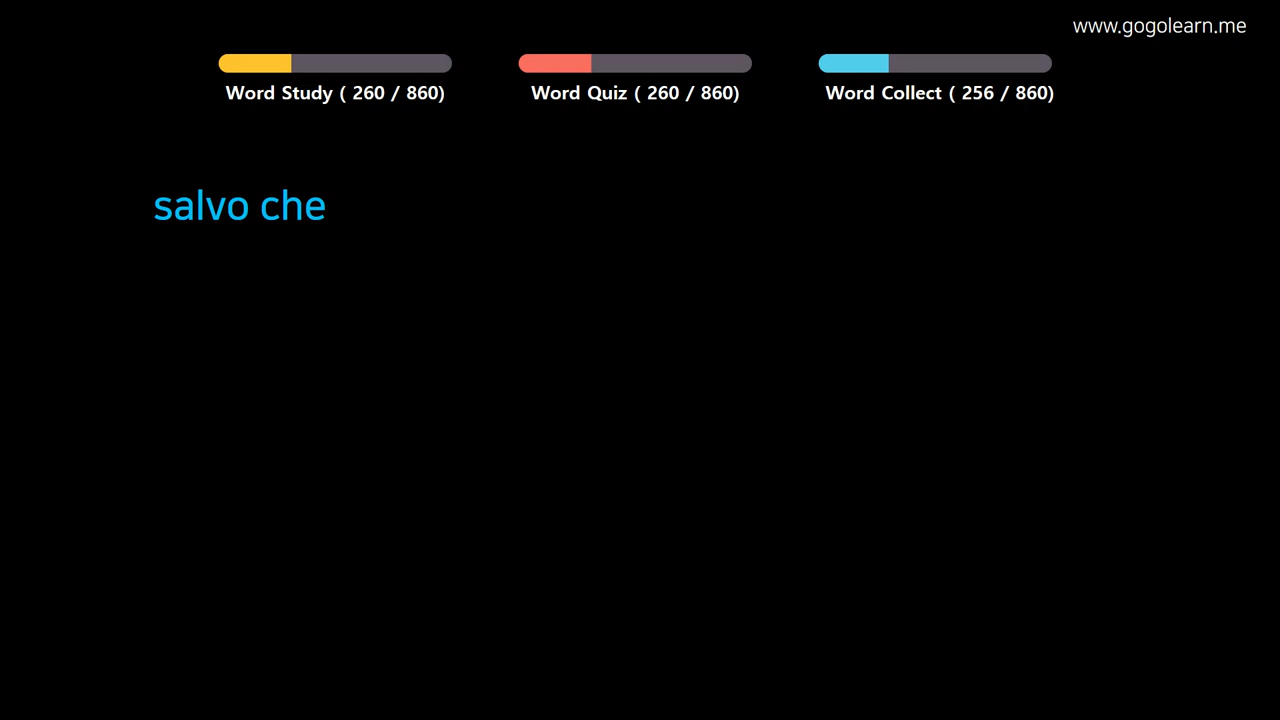 www.gogolearn.me
Word Study ( 260 / 860)
Word Quiz ( 260 / 860)
Word Collect ( 256 / 860)
salvo che